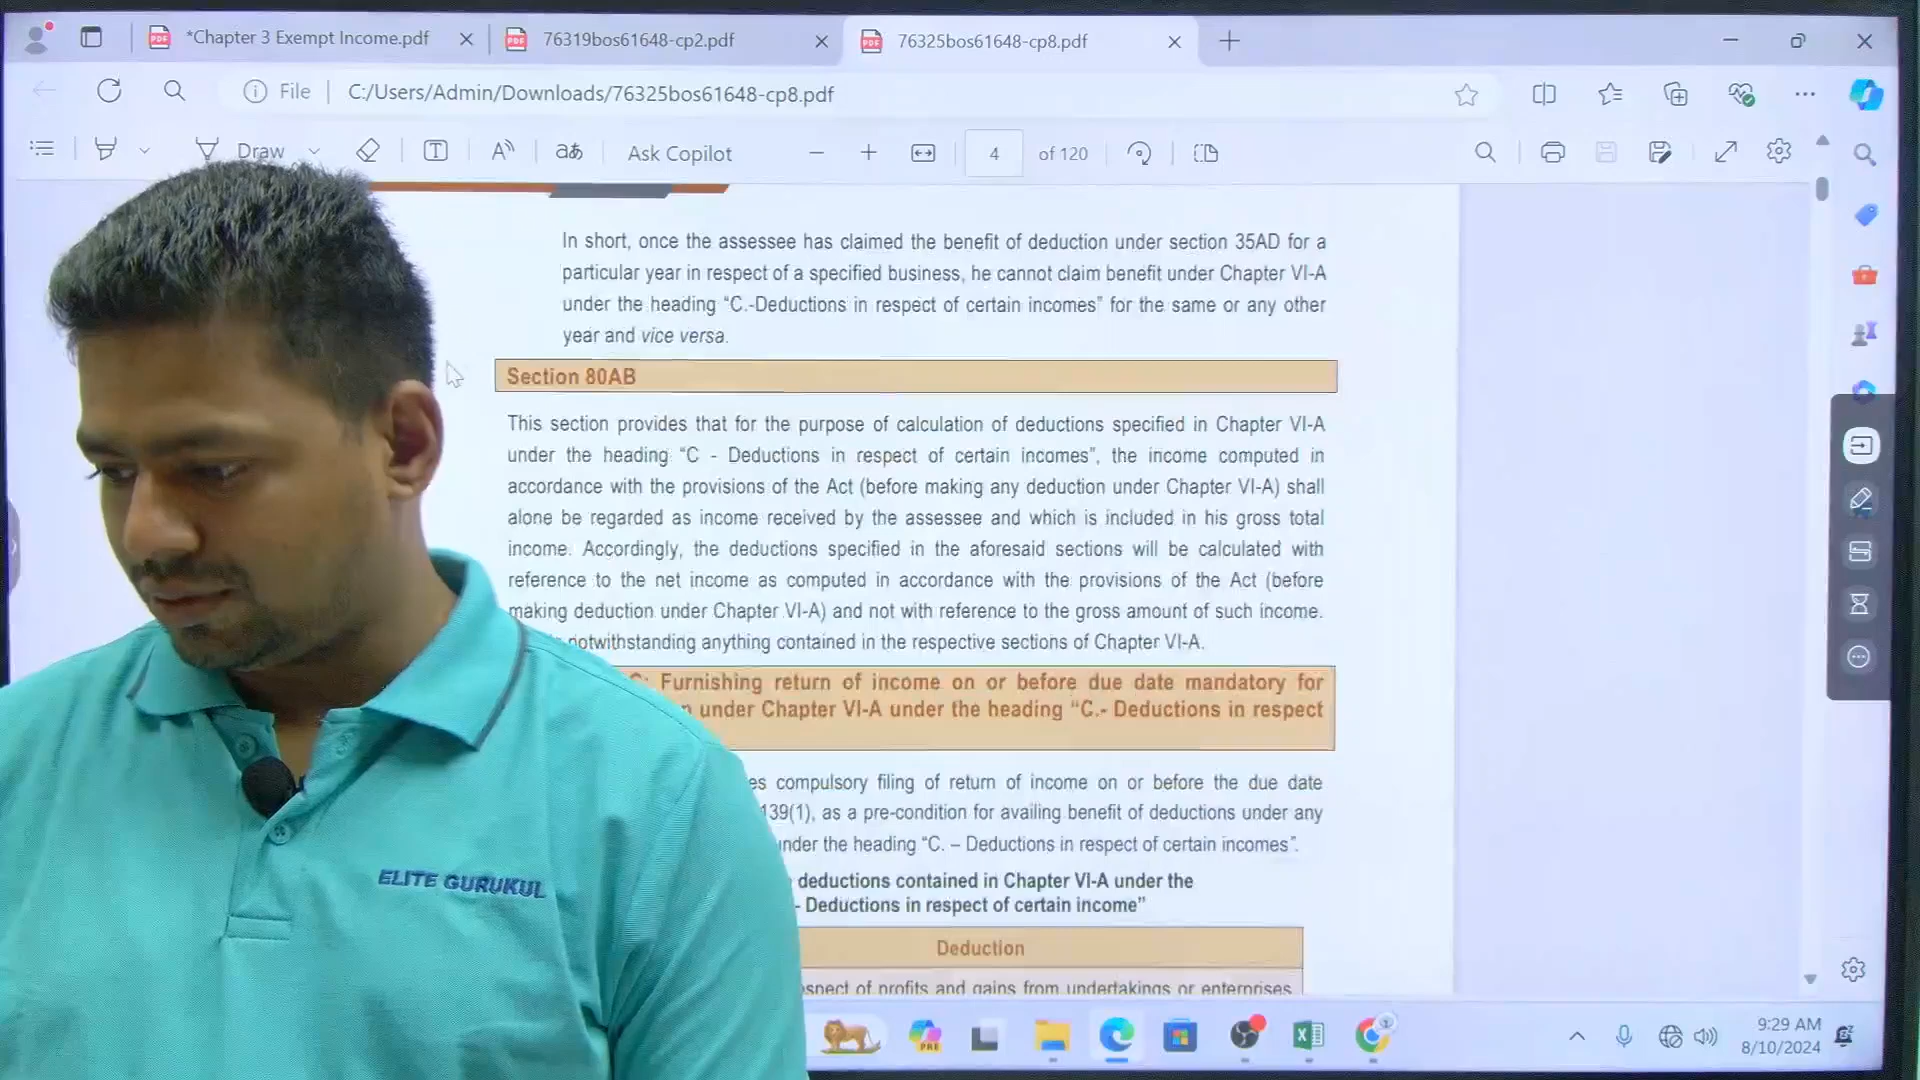 *Chapter 3 Exempt Income.pdf
76319bos61648-cp2.pdf
76325bos61648-cp8.pdf
File
C:/Users/Admin/Downloads/76325bos61648-cp8.pdf
Draw
Ask Copilot
4 of 120
In short, once the assessee has claimed the benefit of deduction under section 35AD for a
particular year in respect of a specified business, he cannot claim benefit under Chapter VI-A
under the heading “C.-Deductions in respect of certain incomes” for the same or any other
year and vice versa.
Section 80AB
This section provides that for the purpose of calculation of deductions specified in Chapter VI-A
under the heading “C - Deductions in respect of certain incomes”, the income computed in
accordance with the provisions of the Act (before making any deduction under Chapter VI-A) shall
alone be regarded as income received by the assessee and which is included in his gross total
income. Accordingly, the deductions specified in the aforesaid sections will be calculated with
reference to the net income as computed in accordance with the provisions of the Act (before
making deduction under Chapter VI-A) and not with reference to the gross amount of such income.
notwithstanding anything contained in the respective sections of Chapter VI-A.
Furnishing return of income on or before due date mandatory for
under Chapter VI-A under the heading “C.- Deductions in respect
compulsory filing of return of income on or before the due date
139(1), as a pre-condition for availing benefit of deductions under any
under the heading “C. – Deductions in respect of certain incomes”.
deductions contained in Chapter VI-A under the
- Deductions in respect of certain income”
Deduction
respect of profits and gains from undertakings or enterprises
ELITE GURUKUL
PRE
9:29 AM
8/10/2024